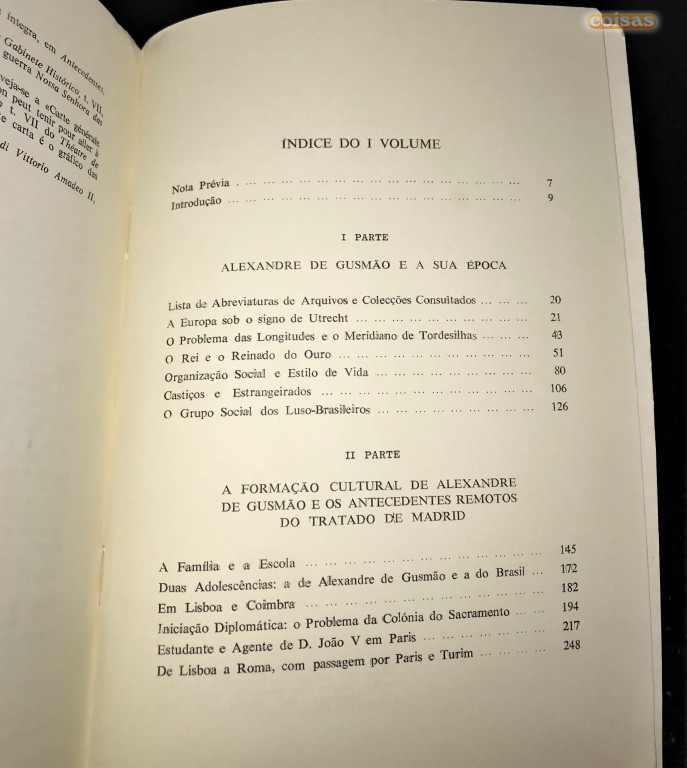 íntegra, em Antecedentes,
Gabinete Histórico, t. VII,
guerra Nossa Senhora das
veja-se a «Carte générale
on peut tenir pour aller à
t. VII do Théatre de
e carta é o gráfico das
di Vittorio Amadeo II,
coisas
ÍNDICE DO I VOLUME
Nota Prévia . ... ... ... ... ... ... ... ... ... ... ... ... ... ... ... 7
Introdução ... ... ... ... ... ... ... ... ... ... ... ... ... ... ... ... 9
I PARTE
ALEXANDRE DE GUSMÃO E A SUA ÉPOCA
Lista de Abreviaturas de Arquivos e Colecções Consultados ... ... ... 20
A Europa sob o signo de Utrecht ... ... ... ... ... ... ... ... ... ... 21
O Problema das Longitudes e o Meridiano de Tordesilhas ... ... ... 43
O Rei e o Reinado do Ouro ... ... ... ... ... ... ... ... ... ... ... 51
Organização Social e Estilo de Vida ... ... ... ... ... ... ... ... ... 80
Castiços e Estrangeirados ... ... ... ... ... ... ... ... ... ... ... ... 106
O Grupo Social dos Luso-Brasileiros ... ... ... ... ... ... ... ... ... 126
II PARTE
A FORMAÇÃO CULTURAL DE ALEXANDRE
DE GUSMÃO E OS ANTECEDENTES REMOTOS
DO TRATADO DE MADRID
A Família e a Escola ... ... ... ... ... ... ... ... ... ... ... ... ... 145
Duas Adolescências: a de Alexandre de Gusmão e a do Brasil ... 172
Em Lisboa e Coimbra ... ... ... ... ... ... ... ... ... ... ... ... ... 182
Iniciação Diplomática: o Problema da Colónia do Sacramento ... ... 194
Estudante e Agente de D. João V em Paris ... ... ... ... ... ... ... 217
De Lisboa a Roma, com passagem por Paris e Turim ... ... ... ... 248